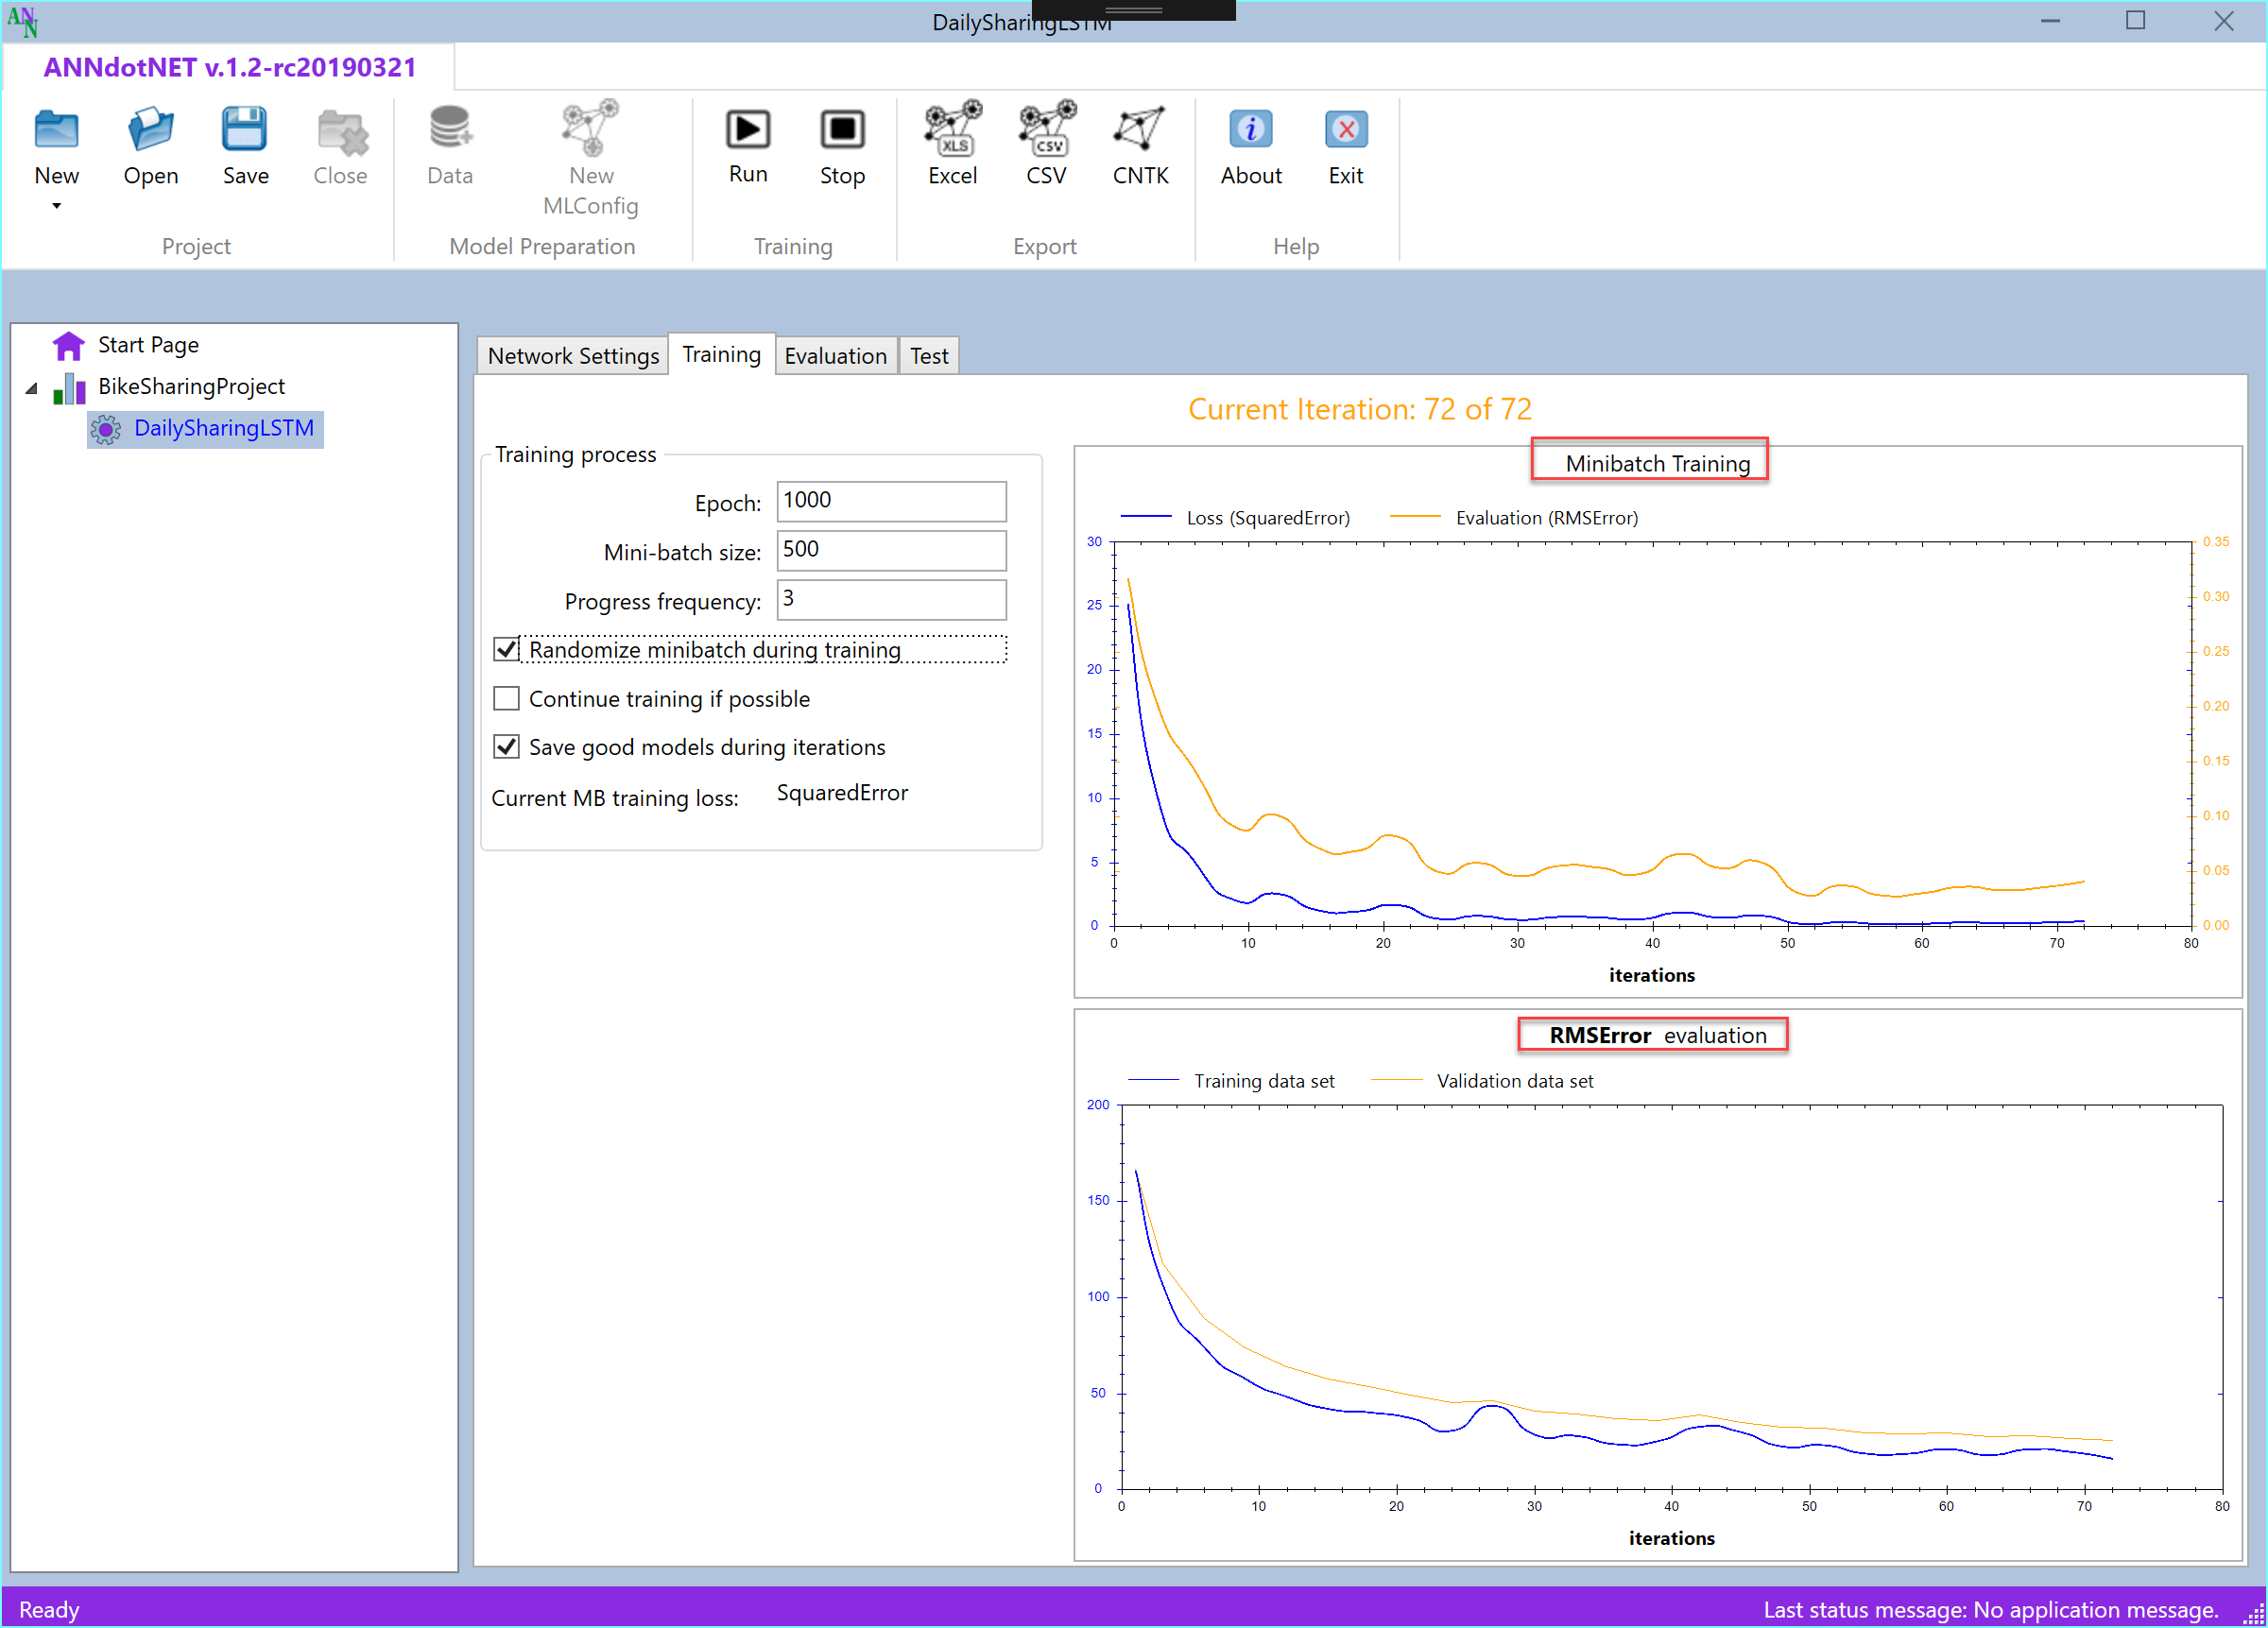 ANN
DailySharingLSTM
ANNdotNET v.1.2-rc20190321
New
Open
Save
Close
Project
Data
New
MLConfig
Model Preparation
Run
Stop
Training
XLS
Excel
CSV
CSV
CNTK
Export
About
Exit
Help
Start Page
BikeSharingProject
DailySharingLSTM
Network Settings
Training
Evaluation
Test
Current Iteration: 72 of 72
Training process
Epoch: 1000
Mini-batch size: 500
Progress frequency: 3
Randomize minibatch during training
Continue training if possible
Save good models during iterations
Current MB training loss: SquaredError
Minibatch Training
Loss (SquaredError) Evaluation (RMSError)
30 0.35
0.30
25
0.25
20
0.20
15
0.15
10
0.10
5 0.05
0 0.00
0 10 20 30 40 50 60 70 80
iterations
RMSError evaluation
Training data set Validation data set
200
150
100
50
0
0 10 20 30 40 50 60 70 80
iterations
Ready
Last status message: No application message.